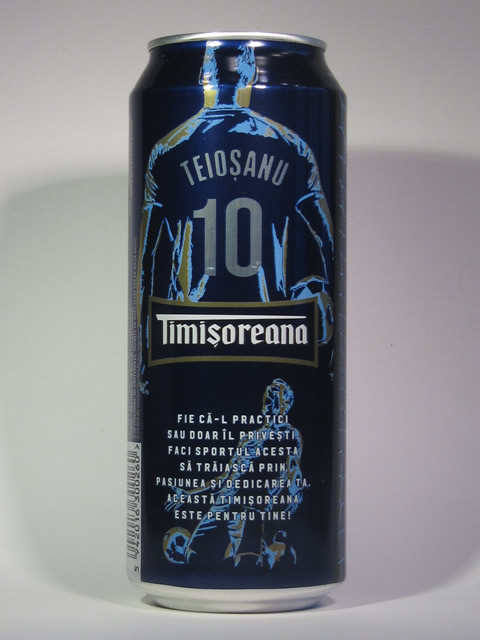 TEIOȘANU
10
Timișoreana
FIE CĂ-L PRACTICI
SAU DOAR ÎL PRIVEȘTI,
FACI SPORTUL ACESTA
SĂ TRĂIASCĂ PRIN
PASIUNEA ȘI DEDICAREA TA.
ACEASTĂ TIMIȘOREANA
ESTE PENTRU TINE!